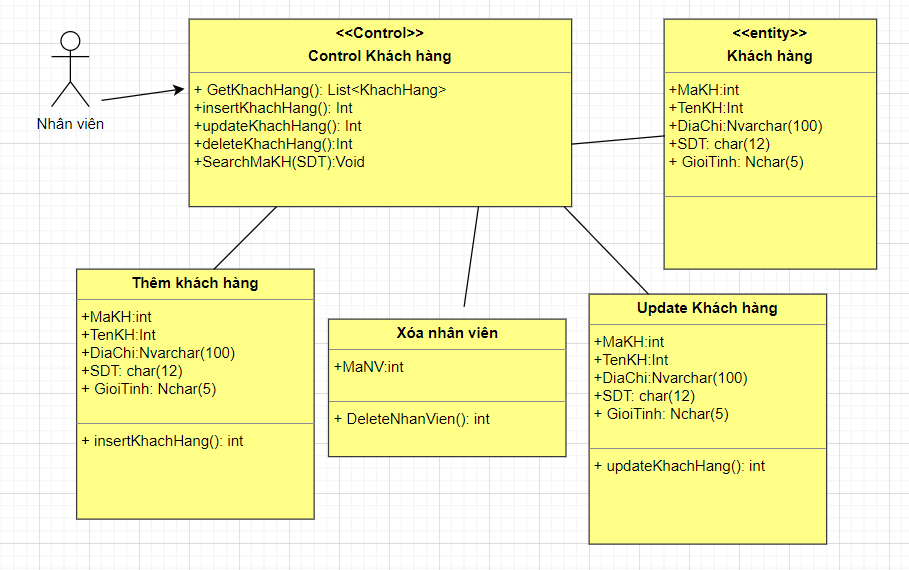 Nhân viên
<<Control>>
Control Khách hàng
+ GetKhachHang(): List<KhachHang>
+insertKhachHang(): Int
+updateKhachHang(): Int
+deleteKhachHang():Int
+SearchMaKH(SDT):Void
<<entity>>
Khách hàng
+MaKH:int
+TenKH:Int
+DiaChi:Nvarchar(100)
+SDT: char(12)
+ GioiTinh: Nchar(5)
Thêm khách hàng
+MaKH:int
+TenKH:Int
+DiaChi:Nvarchar(100)
+SDT: char(12)
+ GioiTinh: Nchar(5)
+ insertKhachHang(): int
Xóa nhân viên
+MaNV:int
+ DeleteNhanVien(): int
Update Khách hàng
+MaKH:int
+TenKH:Int
+DiaChi:Nvarchar(100)
+SDT: char(12)
+ GioiTinh: Nchar(5)
+ updateKhachHang(): int